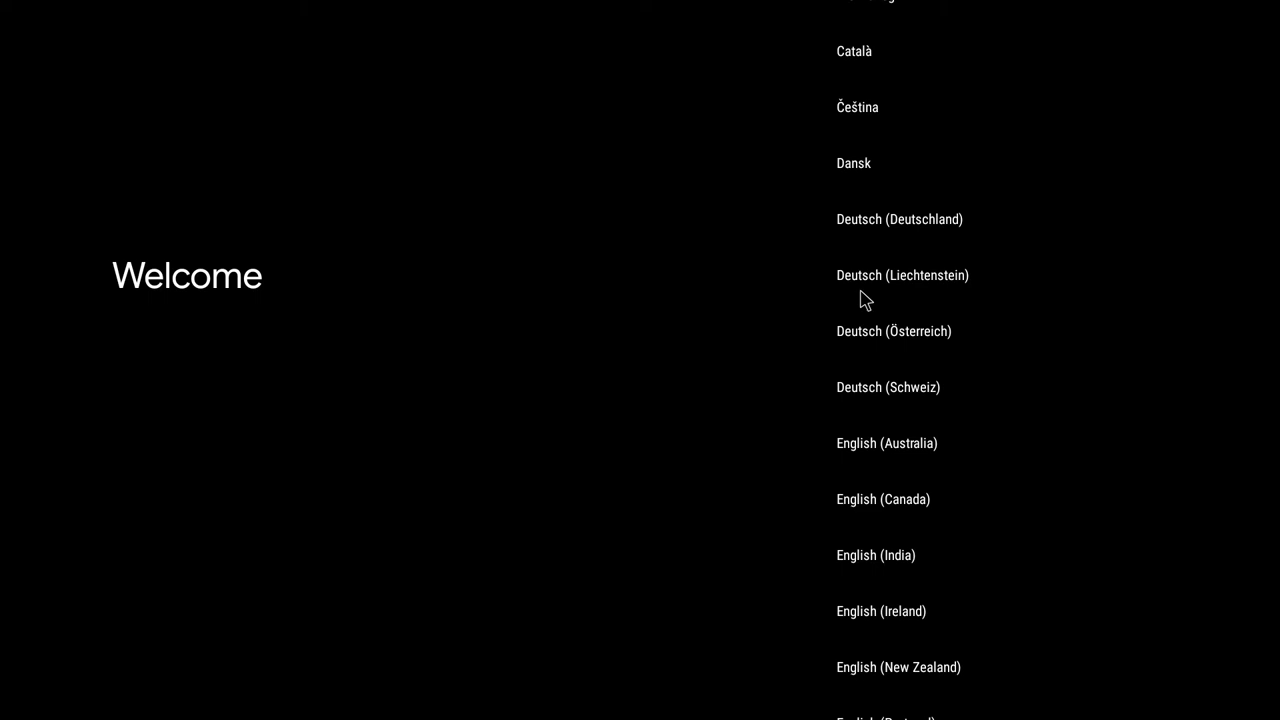 Català
Čeština
Dansk
Deutsch (Deutschland)
Welcome
Deutsch (Liechtenstein)
Deutsch (Österreich)
Deutsch (Schweiz)
English (Australia)
English (Canada)
English (India)
English (Ireland)
English (New Zealand)